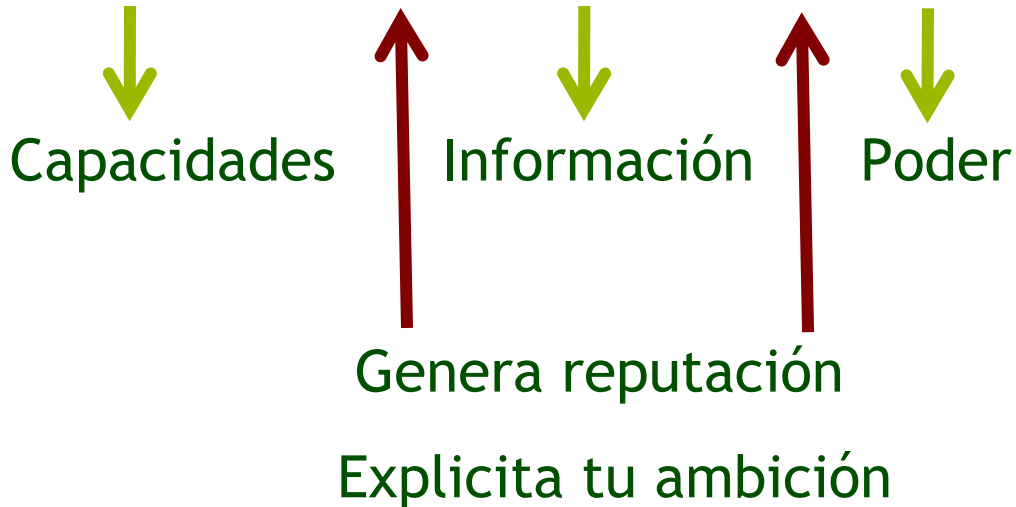 Capacidades Información Poder
Genera reputación
Explicita tu ambición